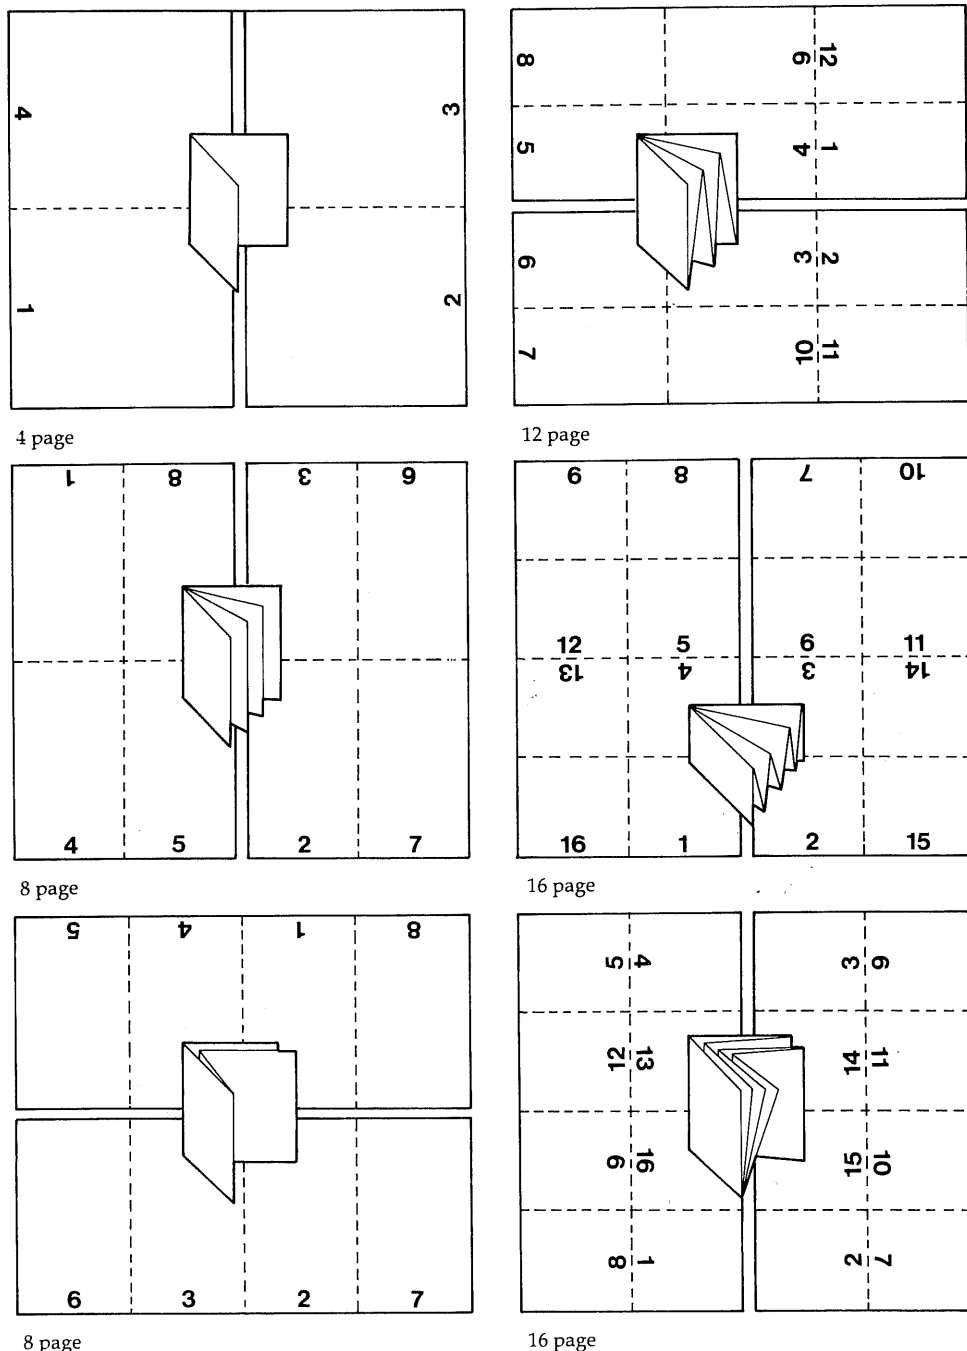 4 3
1 2
4 page
8 9 12
5 4 1
6 3 2
7 10 11
12 page
1 8 3 6
4 5 2 7
8 page
9 8 7 10
12 5 6 11
13 4 3 14
16 1 2 15
16 page
5 4 1 8
6 3 2 7
8 page
5 4 3 6
12 13 14 11
9 16 15 10
8 1 2 7
16 page